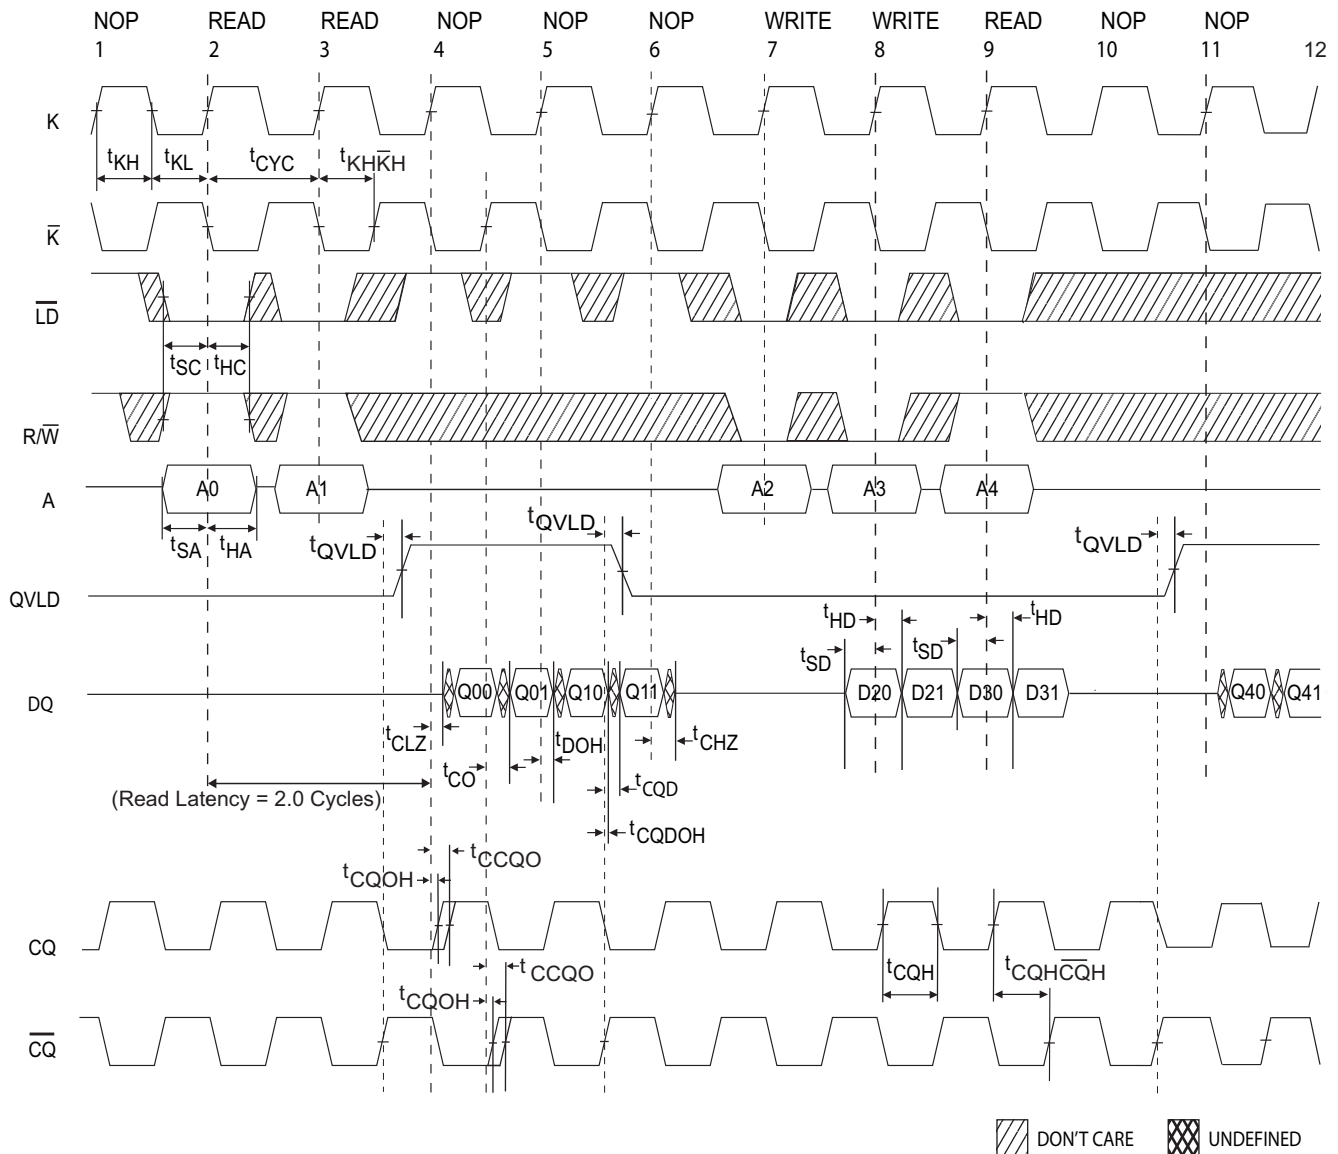 NOP READ READ NOP NOP NOP WRITE WRITE READ NOP NOP
1 2 3 4 5 6 7 8 9 10 11 12
K
tKH tKL tCYC tKHK̅H
K̅
L̅D̅
tSC tHC
R/W̅
A A0 A1 A2 A3 A4
tSA tHA tQVLD tQVLD tQVLD
QVLD
tHD tHD
tSD tSD
DQ Q00 Q01 Q10 Q11 D20 D21 D30 D31 Q40 Q41
tCLZ tDOH tCHZ
tCO tCQD
(Read Latency = 2.0 Cycles)
tCQDOH
tCCQO
tCQOH
CQ
tCQH tCQHC̅Q̅H
tCCQO
tCQOH
C̅Q̅
DON'T CARE UNDEFINED